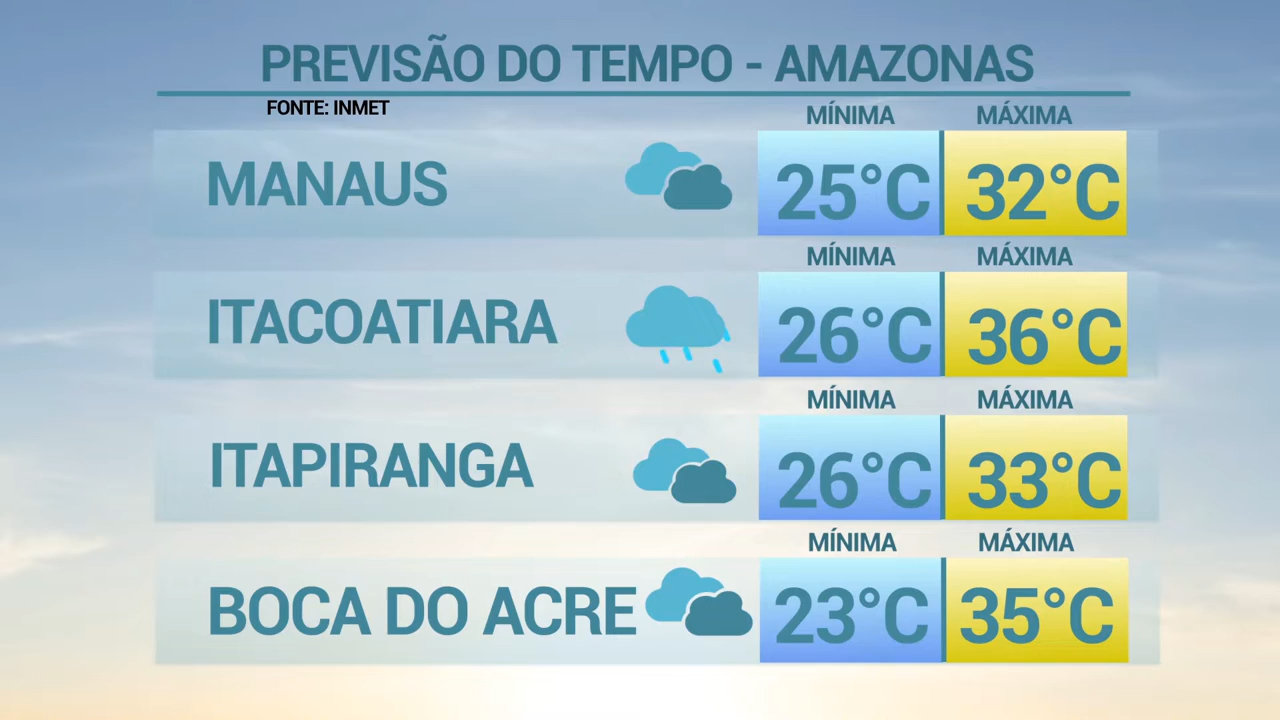 PREVISÃO DO TEMPO - AMAZONAS
FONTE: INMET
MÍNIMA MÁXIMA
MANAUS 25°C 32°C
MÍNIMA MÁXIMA
ITACOATIARA 26°C 36°C
MÍNIMA MÁXIMA
ITAPIRANGA 26°C 33°C
MÍNIMA MÁXIMA
BOCA DO ACRE 23°C 35°C